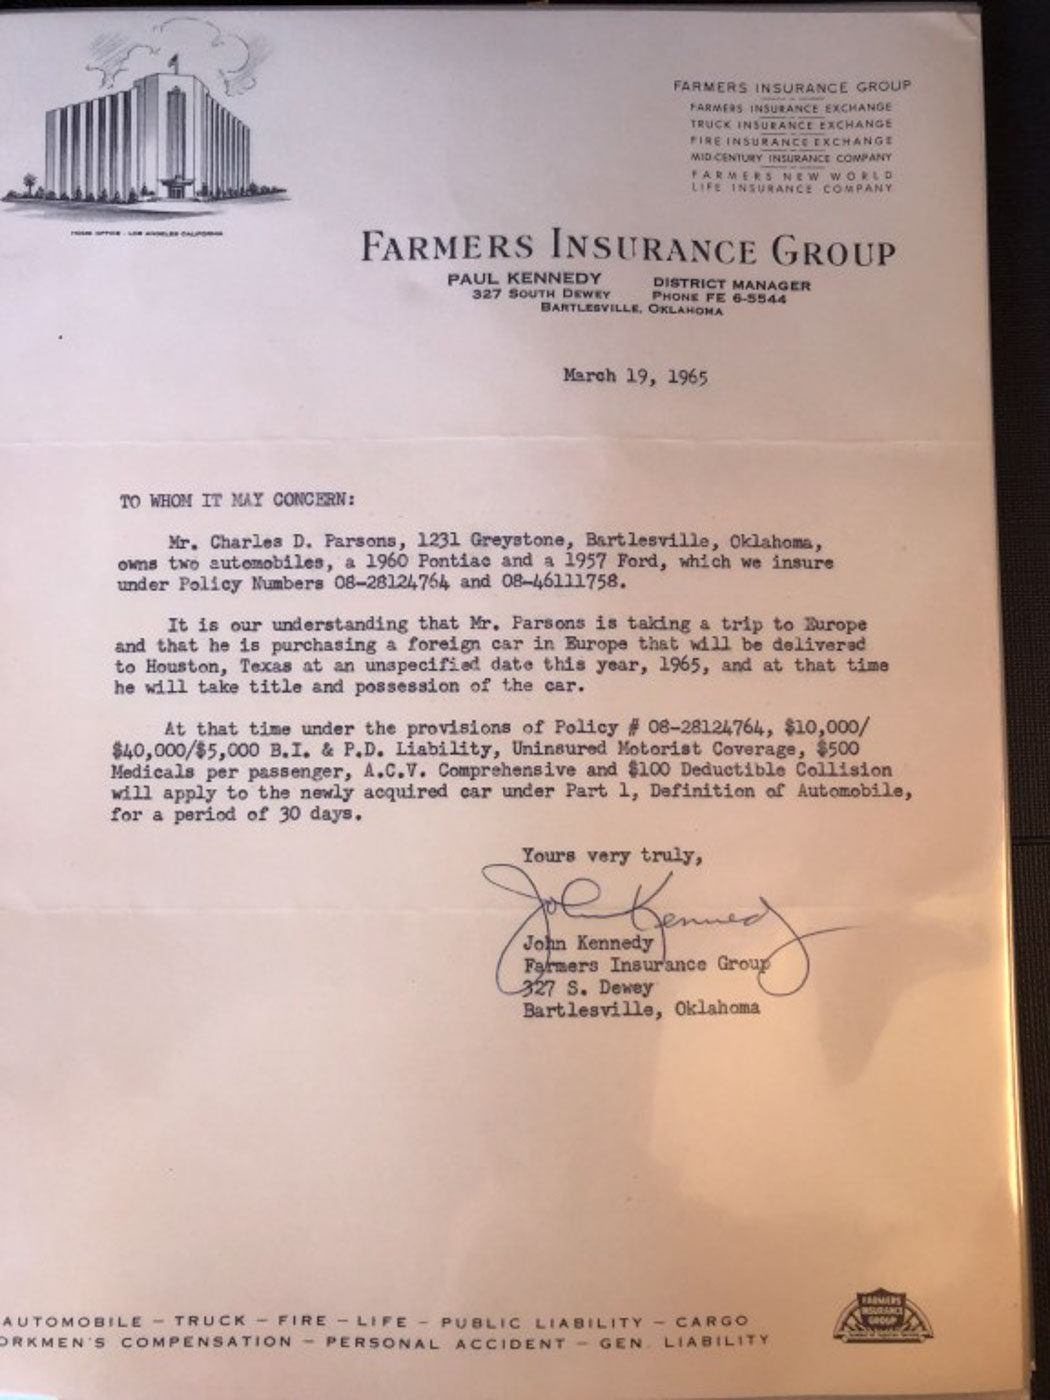 FARMERS INSURANCE GROUP
FARMERS INSURANCE EXCHANGE
TRUCK INSURANCE EXCHANGE
FIRE INSURANCE EXCHANGE
MID-CENTURY INSURANCE COMPANY
FARMERS NEW WORLD
LIFE INSURANCE COMPANY
HOME OFFICE - LOS ANGELES CALIFORNIA
FARMERS INSURANCE GROUP
PAUL KENNEDY DISTRICT MANAGER
327 SOUTH DEWEY PHONE FE 6-5544
BARTLESVILLE, OKLAHOMA
March 19, 1965
TO WHOM IT MAY CONCERN:
Mr. Charles D. Parsons, 1231 Greystone, Bartlesville, Oklahoma,
owns two automobiles, a 1960 Pontiac and a 1957 Ford, which we insure
under Policy Numbers 08-28124764 and 08-46111758.
It is our understanding that Mr. Parsons is taking a trip to Europe
and that he is purchasing a foreign car in Europe that will be delivered
to Houston, Texas at an unspecified date this year, 1965, and at that time
he will take title and possession of the car.
At that time under the provisions of Policy # 08-28124764, $10,000/
$40,000/$5,000 B.I. & P.D. Liability, Uninsured Motorist Coverage, $500
Medicals per passenger, A.C.V. Comprehensive and $100 Deductible Collision
will apply to the newly acquired car under Part 1, Definition of Automobile,
for a period of 30 days.
Yours very truly,
John Kennedy
John Kennedy
Farmers Insurance Group
327 S. Dewey
Bartlesville, Oklahoma
AUTOMOBILE - TRUCK - FIRE - LIFE - PUBLIC LIABILITY - CARGO
ORKMEN'S COMPENSATION - PERSONAL ACCIDENT - GEN. LIABILITY
FARMERS
INSURANCE
GROUP